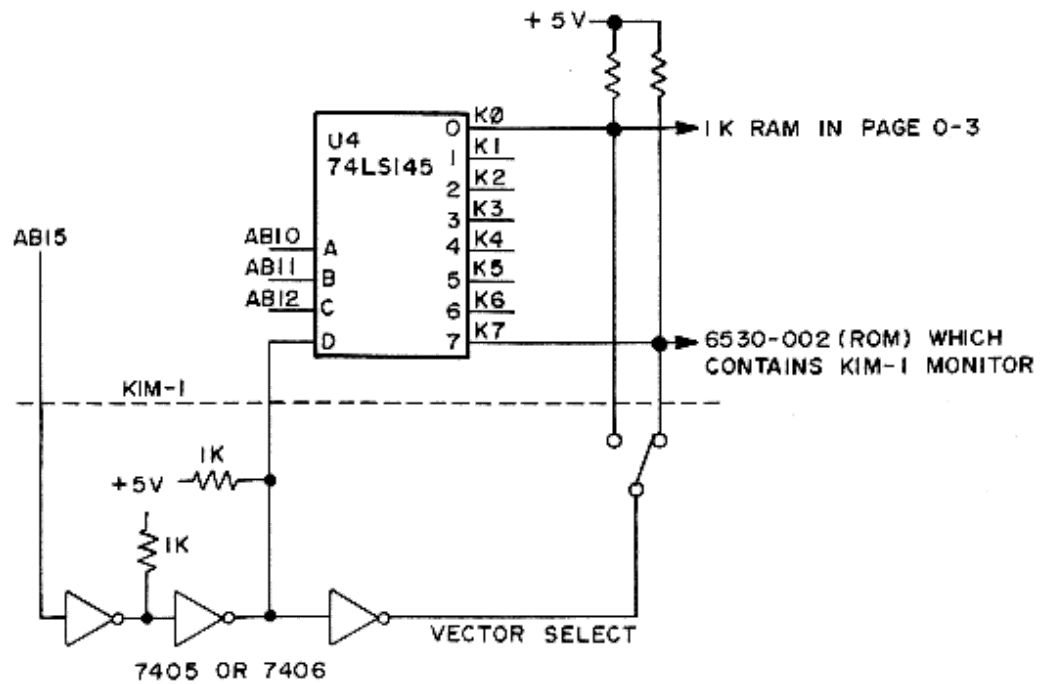 +5V
KØ
0
1K RAM IN PAGE 0-3
U4
74LS145
K1
1
K2
2
K3
3
AB15
AB10
A
K4
4
AB11
B
K5
5
AB12
C
K6
6
D
K7
7
6530-002 (ROM) WHICH
CONTAINS KIM-1 MONITOR
KIM-1
1K
+5V
1K
VECTOR SELECT
7405 OR 7406